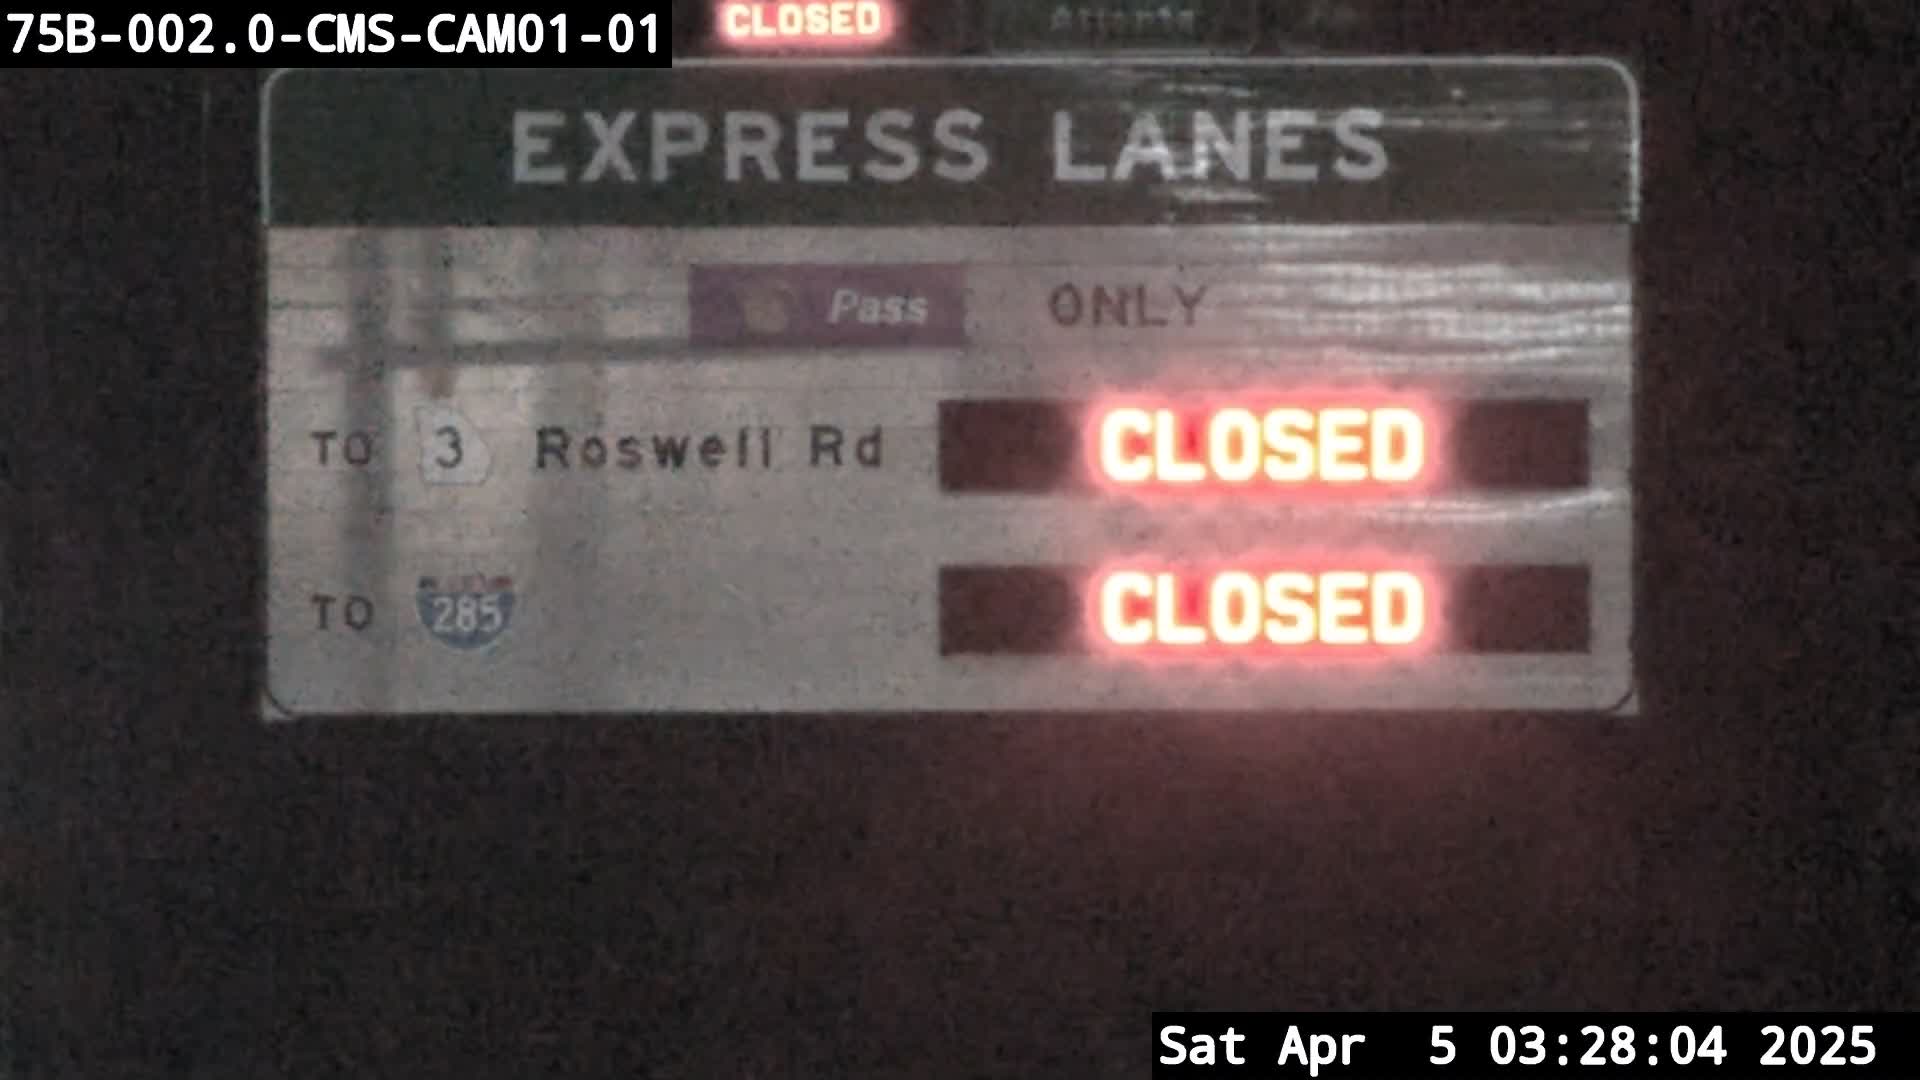 75B-002.0-CMS-CAM01-01
CLOSED
Atlanta
EXPRESS LANES
Pass ONLY
TO 3 Roswell Rd CLOSED
TO 285 CLOSED
Sat Apr 5 03:28:04 2025